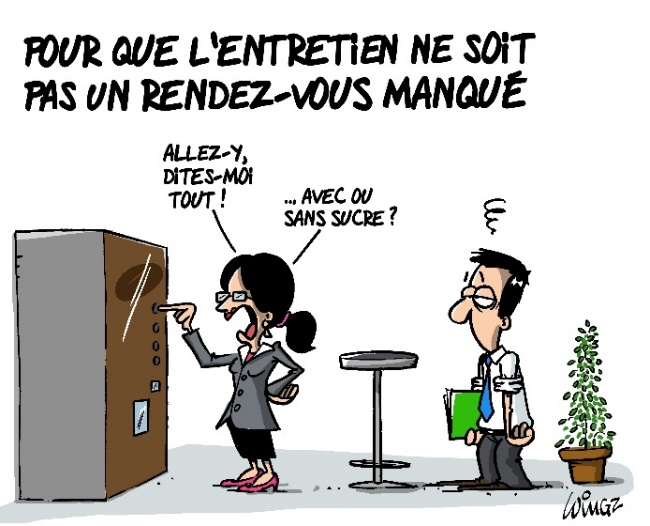 POUR QUE L'ENTRETIEN NE SOIT
PAS UN RENDEZ-VOUS MANQUÉ
ALLEZ-Y,
DITES-MOI
TOUT !
... AVEC OU
SANS SUCRE ?
WINGZ